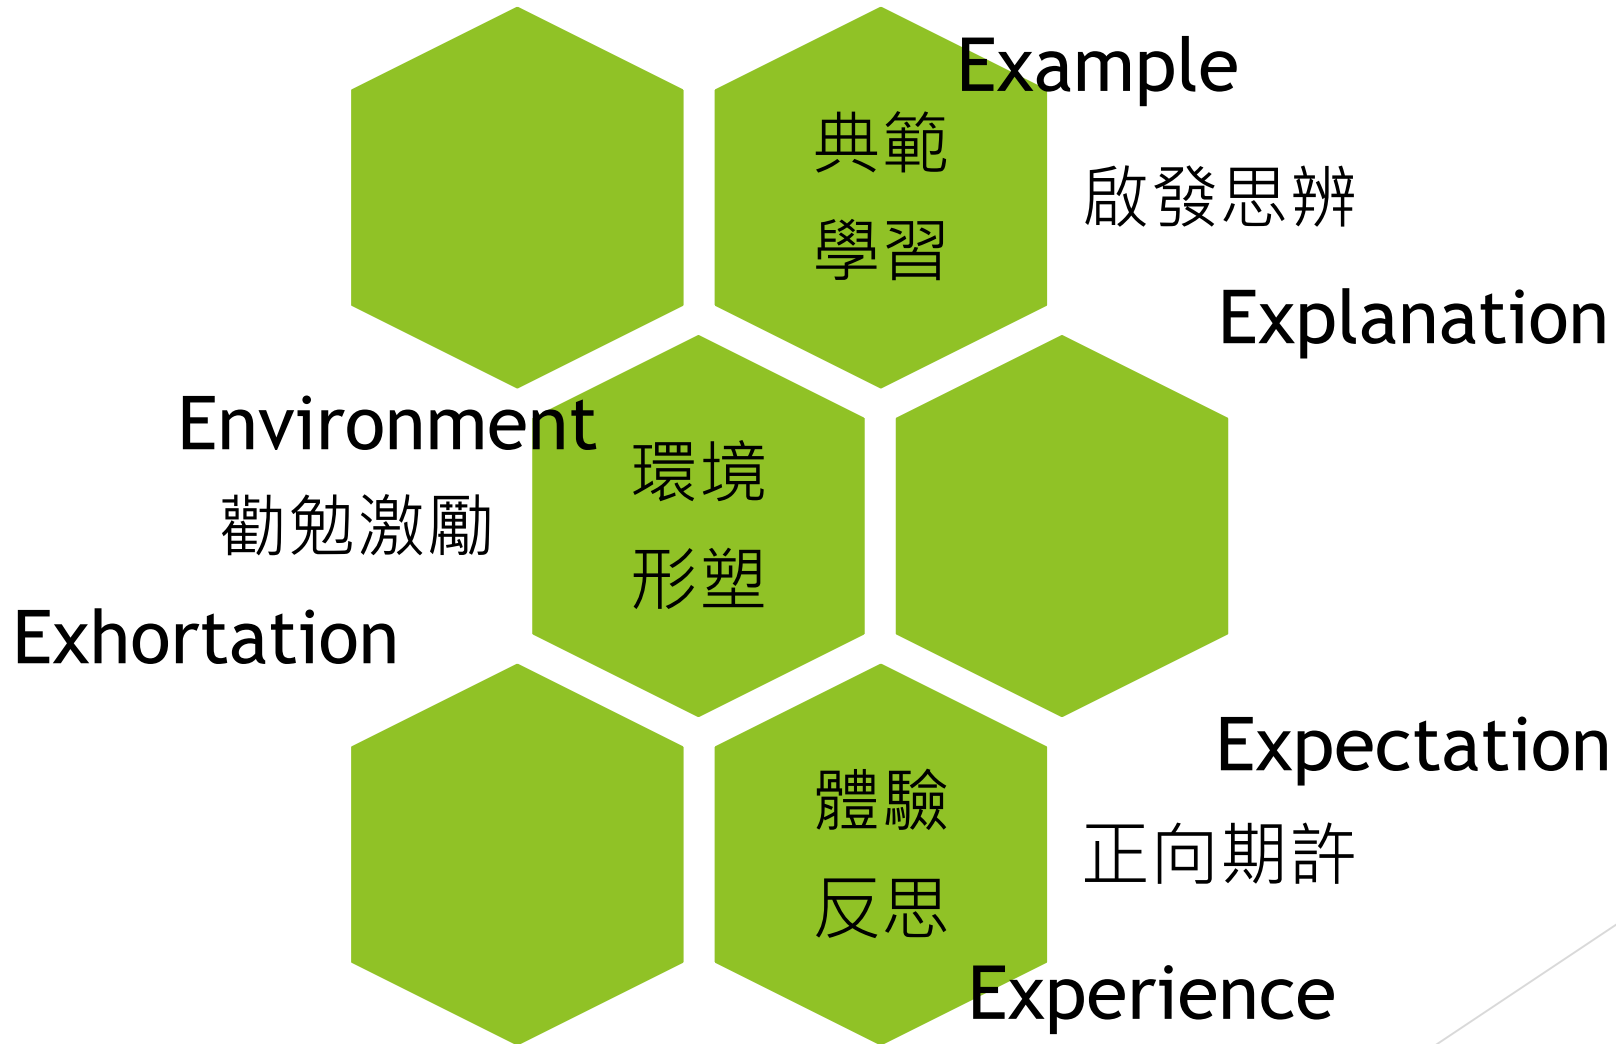 Example
典範
學習
啟發思辨
Explanation
Environment
環境
形塑
勸勉激勵
Exhortation
Expectation
正向期許
體驗
反思
Experience